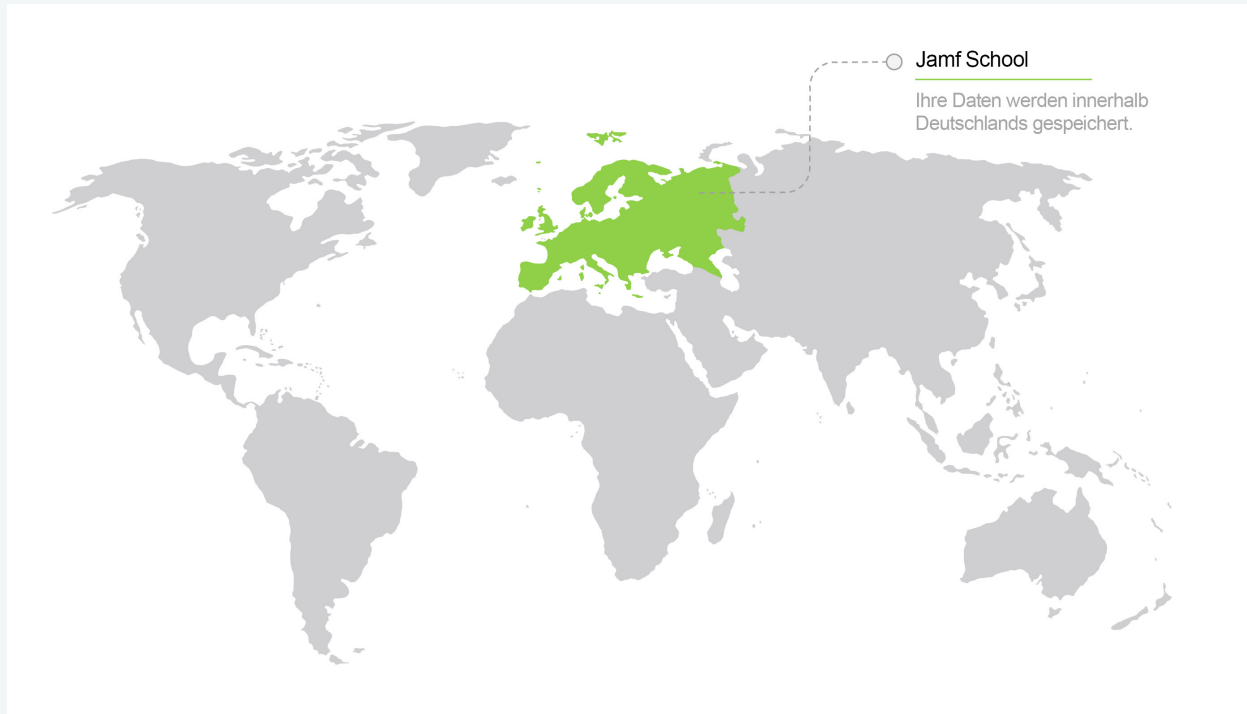 Jamf School
Ihre Daten werden innerhalb
Deutschlands gespeichert.